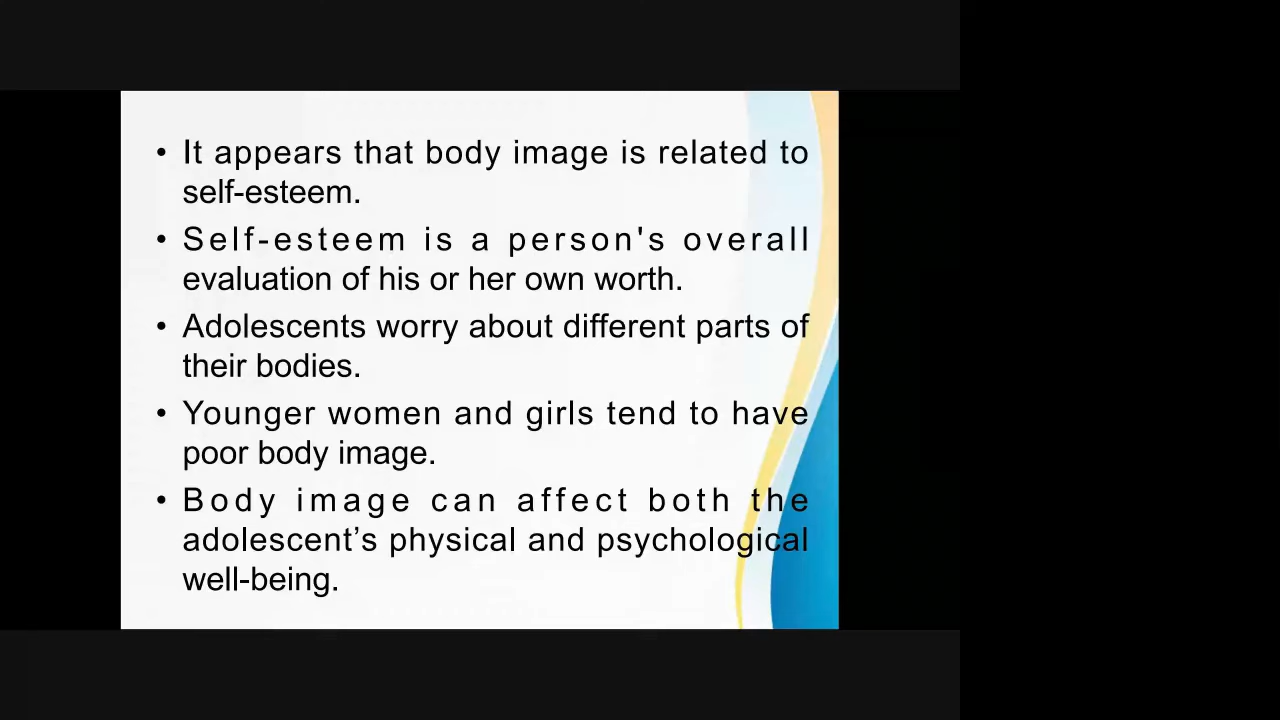 • It appears that body image is related to
self-esteem.
• Self-esteem is a person's overall
evaluation of his or her own worth.
• Adolescents worry about different parts of
their bodies.
• Younger women and girls tend to have
poor body image.
• Body image can affect both the
adolescent’s physical and psychological
well-being.